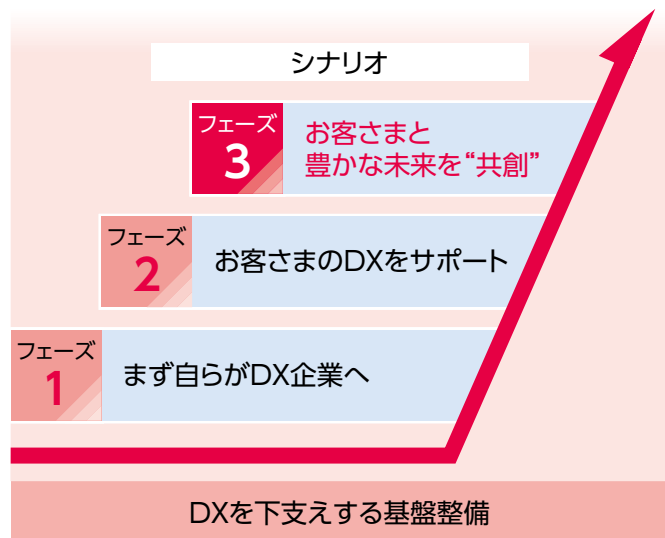 シナリオ
フェーズ
3
お客さまと
豊かな未来を“共創”
フェーズ
2
お客さまのDXをサポート
フェーズ
1
まず自らがDX企業へ
DXを下支えする基盤整備